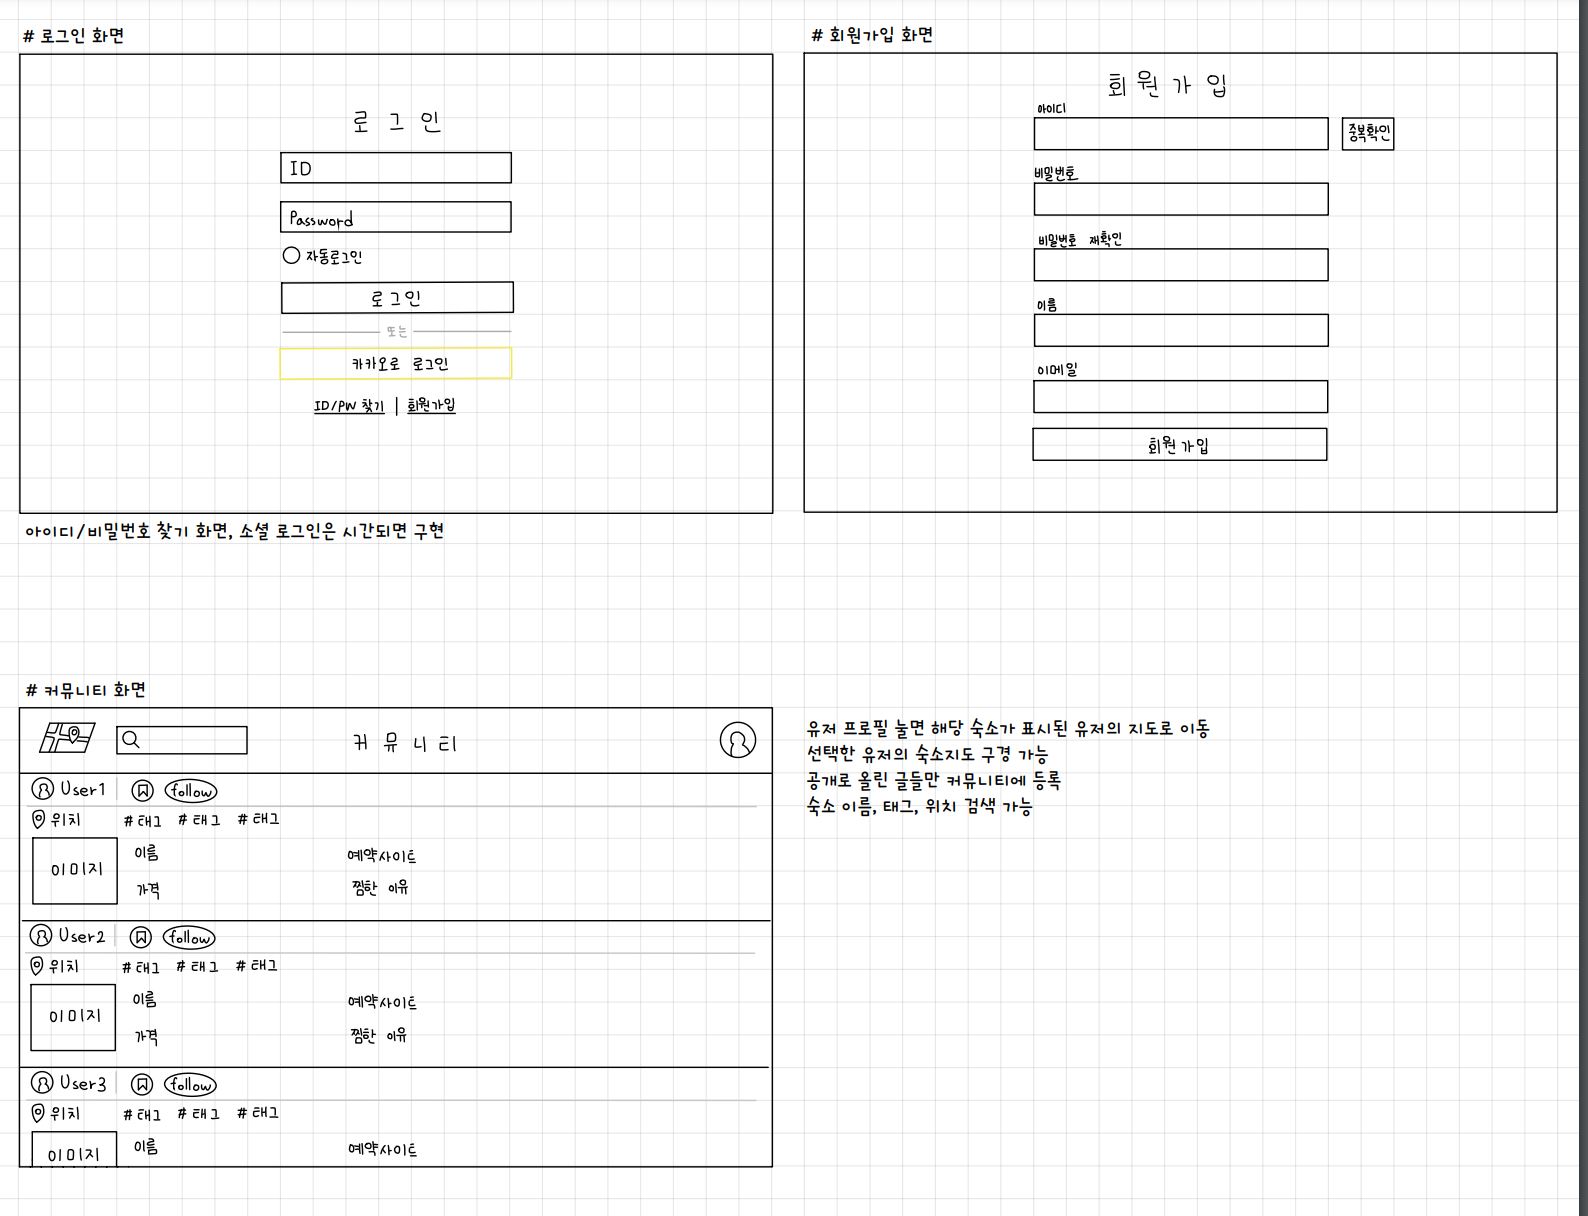 # 로그인 화면
로그인
ID
Password
자동로그인
로그인
또는
카카오로 로그인
ID/PW 찾기 | 회원가입
아이디/비밀번호 찾기 화면, 소셜 로그인은 시간되면 구현
# 회원가입 화면
회원가입
아이디
중복확인
비밀번호
비밀번호 재확인
이름
이메일
회원가입
# 커뮤니티 화면
커뮤니티
User1 follow
위치 #태그 #태그 #태그
이미지
이름 예약사이트
가격 찜한 이유
User2 follow
위치 #태그 #태그 #태그
이미지
이름 예약사이트
가격 찜한 이유
User3 follow
위치 #태그 #태그 #태그
이미지
이름 예약사이트
유저 프로필 눌면 해당 숙소가 표시된 유저의 지도로 이동
선택한 유저의 숙소지도 구경 가능
공개로 올린 글들만 커뮤니티에 등록
숙소 이름, 태그, 위치 검색 가능